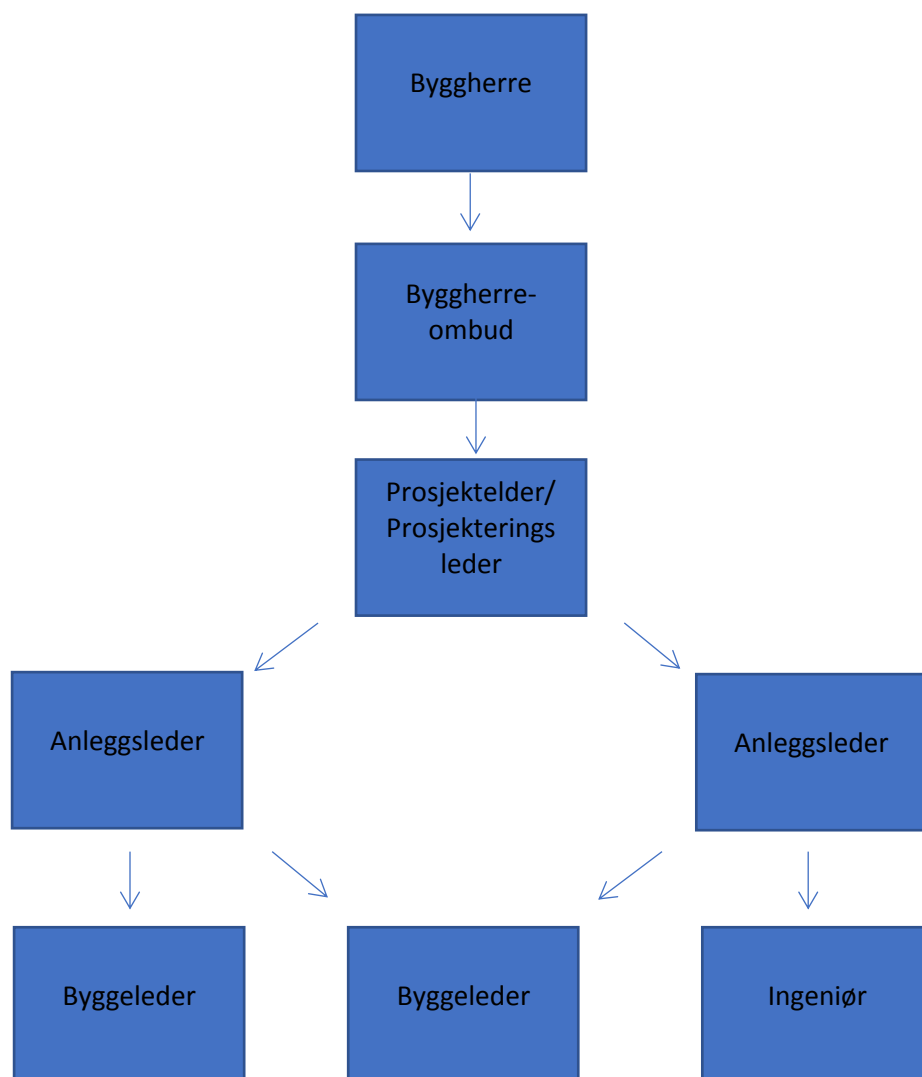 Byggherre
Byggherre-
ombud
Prosjektelder/
Prosjekterings
leder
Anleggsleder
Anleggsleder
Byggeleder
Byggeleder
Ingeniør